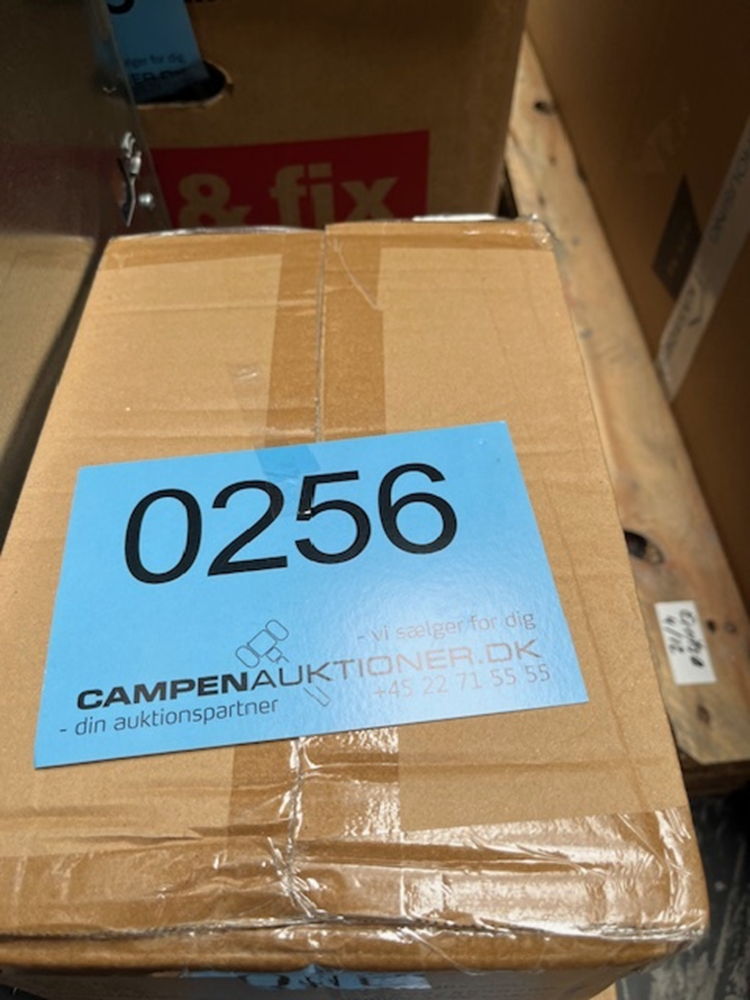 & fix
0256
- vi sælger for dig
CAMPENAUKTIONER.DK
+45 22 71 55 55
- din auktionspartner